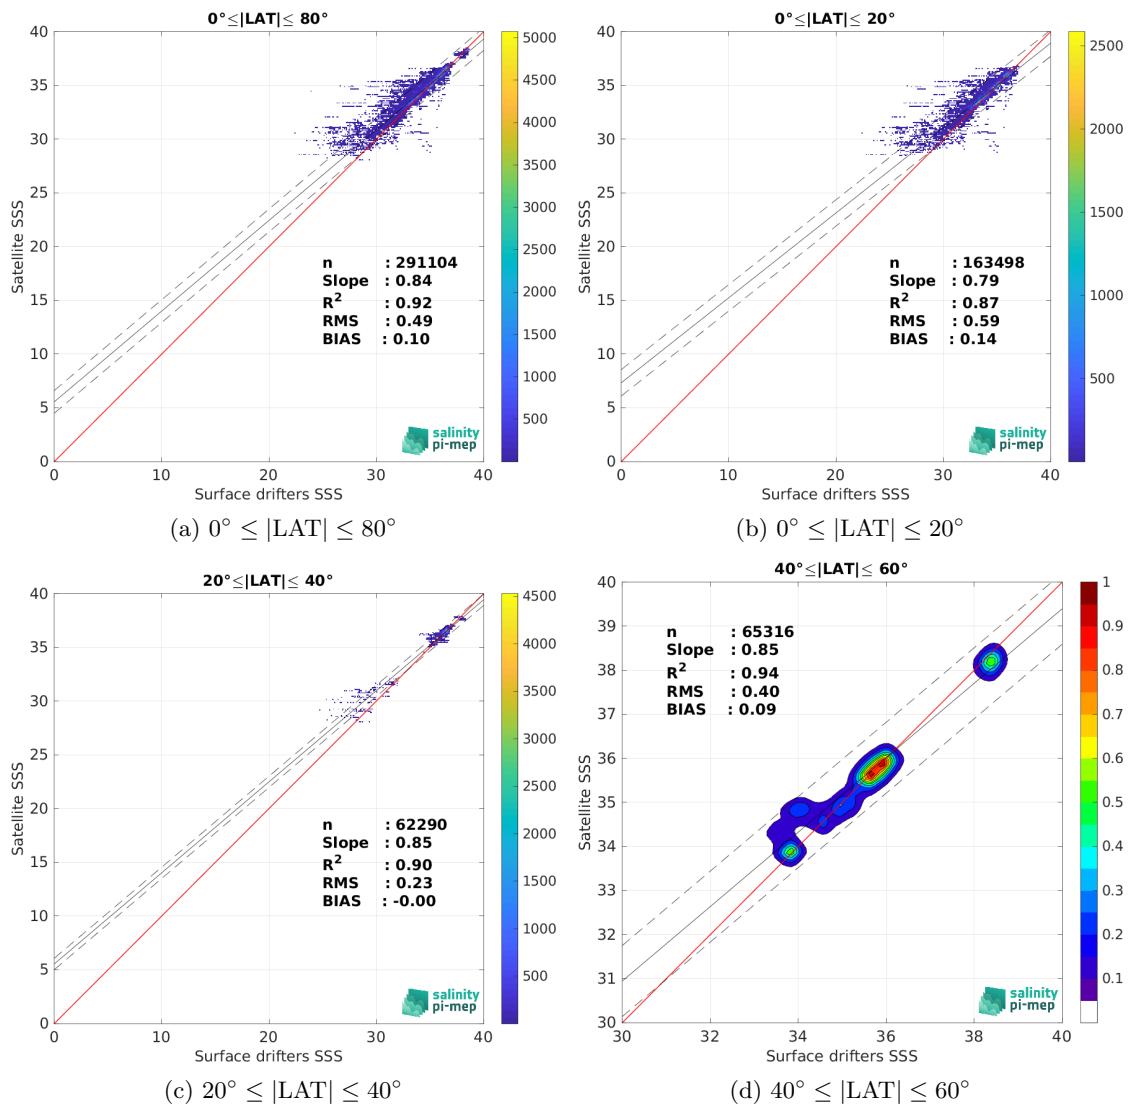 0°≤|LAT|≤ 80°
Satellite SSS
40
35
30
25
20
15
10
5
0
0 10 20 30 40
Surface drifters SSS
n : 291104
Slope : 0.84
R² : 0.92
RMS : 0.49
BIAS : 0.10
salinity
pi-mep
5000
4500
4000
3500
3000
2500
2000
1500
1000
500
(a) 0° ≤ |LAT| ≤ 80°
0°≤|LAT|≤ 20°
Satellite SSS
40
35
30
25
20
15
10
5
0
0 10 20 30 40
Surface drifters SSS
n : 163498
Slope : 0.79
R² : 0.87
RMS : 0.59
BIAS : 0.14
salinity
pi-mep
2500
2000
1500
1000
500
(b) 0° ≤ |LAT| ≤ 20°
20°≤|LAT|≤ 40°
Satellite SSS
40
35
30
25
20
15
10
5
0
0 10 20 30 40
Surface drifters SSS
n : 62290
Slope : 0.85
R² : 0.90
RMS : 0.23
BIAS : -0.00
salinity
pi-mep
4500
4000
3500
3000
2500
2000
1500
1000
500
(c) 20° ≤ |LAT| ≤ 40°
40°≤|LAT|≤ 60°
Satellite SSS
40
39
38
37
36
35
34
33
32
31
30
30 32 34 36 38 40
Surface drifters SSS
n : 65316
Slope : 0.85
R² : 0.94
RMS : 0.40
BIAS : 0.09
salinity
pi-mep
1
0.9
0.8
0.7
0.6
0.5
0.4
0.3
0.2
0.1
(d) 40° ≤ |LAT| ≤ 60°